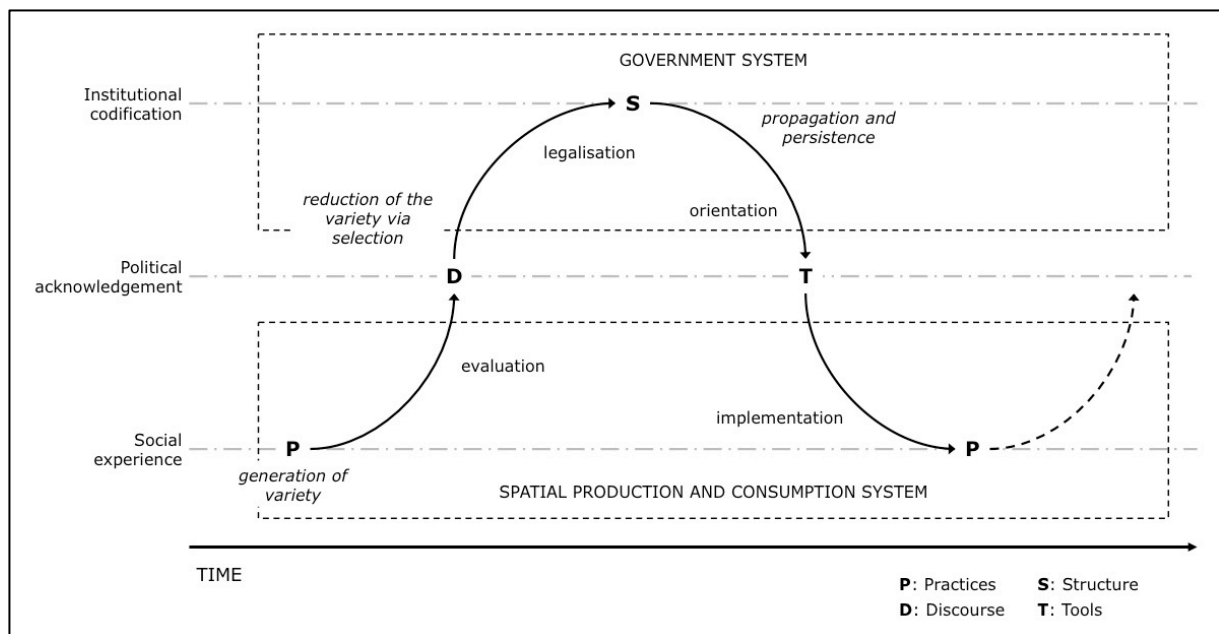 GOVERNMENT SYSTEM
Institutional
codification
S
propagation and
persistence
legalisation
reduction of the
variety via
selection
orientation
Political
acknowledgement
D
T
evaluation
implementation
Social
experience
P
P
generation of
variety
SPATIAL PRODUCTION AND CONSUMPTION SYSTEM
TIME
P: Practices
S: Structure
D: Discourse
T: Tools